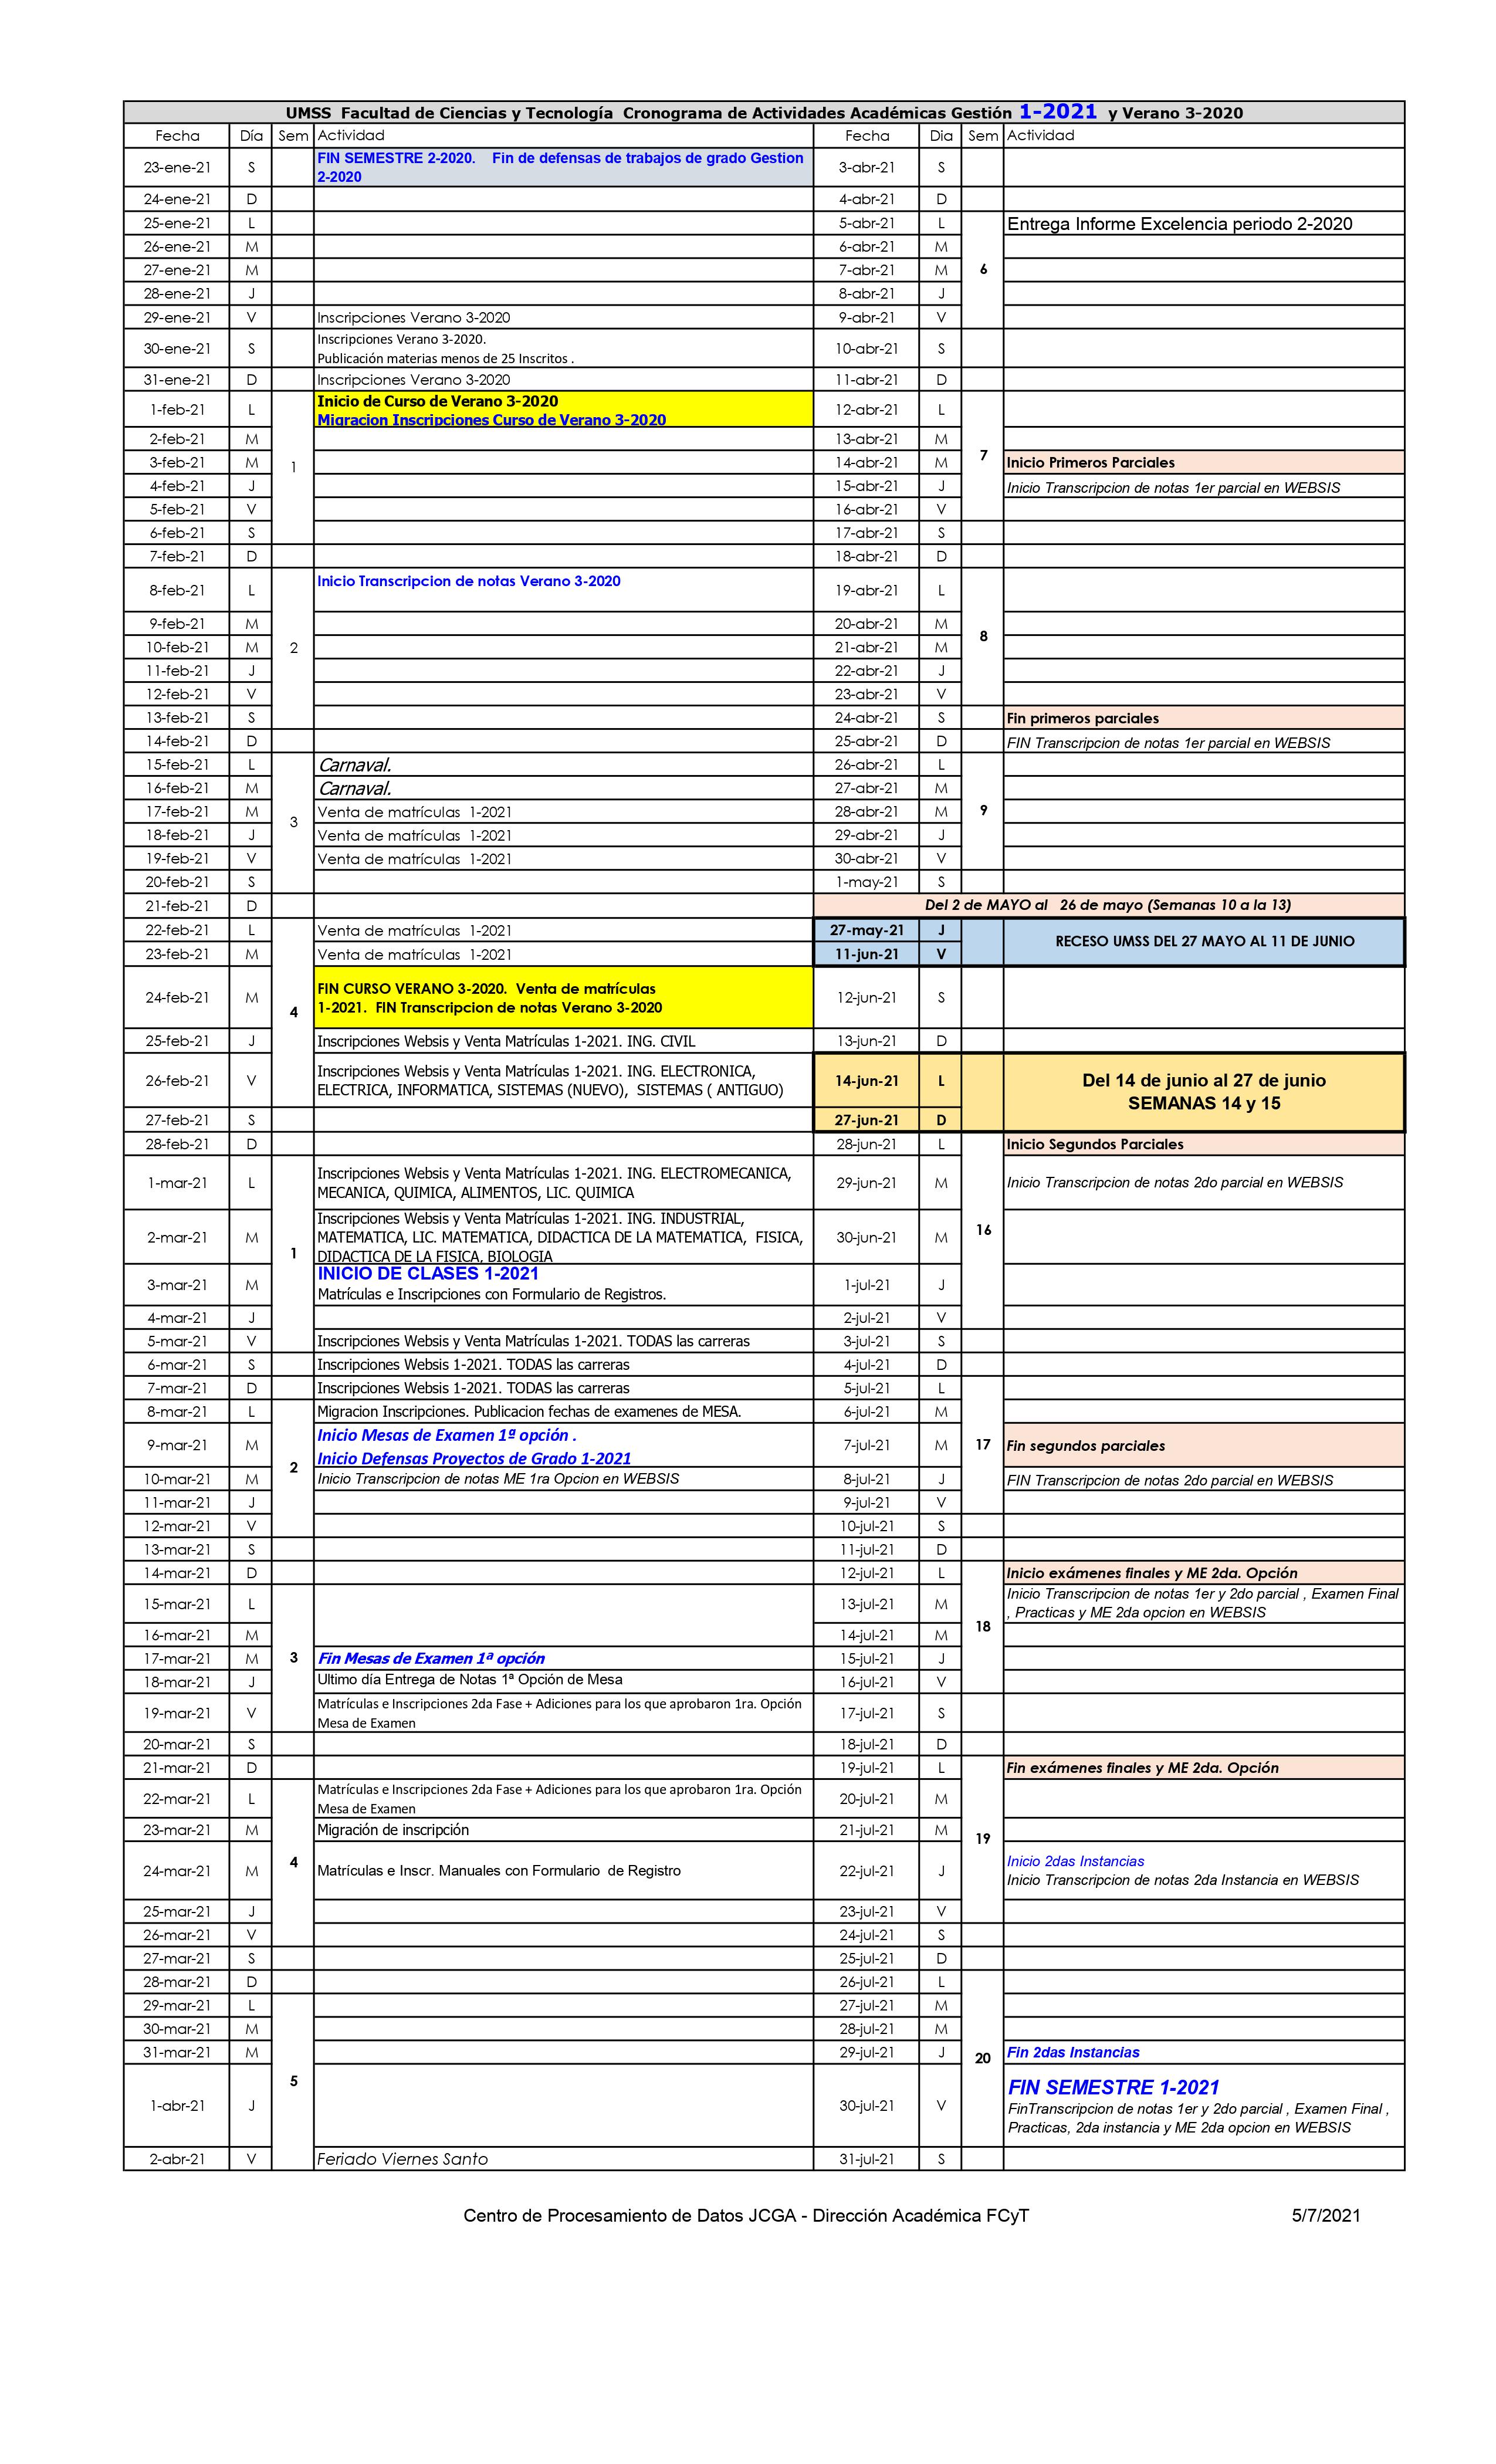 UMSS Facultad de Ciencias y Tecnología Cronograma de Actividades Académicas Gestión 1-2021 y Verano 3-2020
Fecha Día Sem Actividad Fecha Dia Sem Actividad
23-ene-21 S FIN SEMESTRE 2-2020. Fin de defensas de trabajos de grado Gestion 3-abr-21 S
2-2020
24-ene-21 D 4-abr-21 D
25-ene-21 L 5-abr-21 L Entrega Informe Excelencia periodo 2-2020
26-ene-21 M 6-abr-21 M
27-ene-21 M 7-abr-21 M 6
28-ene-21 J 8-abr-21 J
29-ene-21 V Inscripciones Verano 3-2020 9-abr-21 V
30-ene-21 S Inscripciones Verano 3-2020. 10-abr-21 S
Publicación materias menos de 25 Inscritos .
31-ene-21 D Inscripciones Verano 3-2020 11-abr-21 D
1-feb-21 L Inicio de Curso de Verano 3-2020 12-abr-21 L
Migracion Inscripciones Curso de Verano 3-2020
2-feb-21 M 13-abr-21 M
3-feb-21 M 1 14-abr-21 M 7 Inicio Primeros Parciales
4-feb-21 J 15-abr-21 J Inicio Transcripcion de notas 1er parcial en WEBSIS
5-feb-21 V 16-abr-21 V
6-feb-21 S 17-abr-21 S
7-feb-21 D 18-abr-21 D
8-feb-21 L Inicio Transcripcion de notas Verano 3-2020 19-abr-21 L
9-feb-21 M 20-abr-21 M
10-feb-21 M 2 21-abr-21 M 8
11-feb-21 J 22-abr-21 J
12-feb-21 V 23-abr-21 V
13-feb-21 S 24-abr-21 S Fin primeros parciales
14-feb-21 D 25-abr-21 D FIN Transcripcion de notas 1er parcial en WEBSIS
15-feb-21 L Carnaval. 26-abr-21 L
16-feb-21 M Carnaval. 27-abr-21 M
17-feb-21 M 3 Venta de matrículas 1-2021 28-abr-21 M 9
18-feb-21 J Venta de matrículas 1-2021 29-abr-21 J
19-feb-21 V Venta de matrículas 1-2021 30-abr-21 V
20-feb-21 S 1-may-21 S
21-feb-21 D Del 2 de MAYO al 26 de mayo (Semanas 10 a la 13)
22-feb-21 L Venta de matrículas 1-2021 27-may-21 J RECESO UMSS DEL 27 MAYO AL 11 DE JUNIO
23-feb-21 M Venta de matrículas 1-2021 11-jun-21 V
24-feb-21 M 4 FIN CURSO VERANO 3-2020. Venta de matrículas 12-jun-21 S
1-2021. FIN Transcripcion de notas Verano 3-2020
25-feb-21 J Inscripciones Websis y Venta Matrículas 1-2021. ING. CIVIL 13-jun-21 D
26-feb-21 V Inscripciones Websis y Venta Matrículas 1-2021. ING. ELECTRONICA, 14-jun-21 L Del 14 de junio al 27 de junio
ELECTRICA, INFORMATICA, SISTEMAS (NUEVO), SISTEMAS ( ANTIGUO) SEMANAS 14 y 15
27-feb-21 S 27-jun-21 D
28-feb-21 D 28-jun-21 L Inicio Segundos Parciales
1-mar-21 L Inscripciones Websis y Venta Matrículas 1-2021. ING. ELECTROMECANICA, 29-jun-21 M Inicio Transcripcion de notas 2do parcial en WEBSIS
MECANICA, QUIMICA, ALIMENTOS, LIC. QUIMICA
2-mar-21 M 1 Inscripciones Websis y Venta Matrículas 1-2021. ING. INDUSTRIAL, 30-jun-21 M 16
MATEMATICA, LIC. MATEMATICA, DIDACTICA DE LA MATEMATICA, FISICA,
DIDACTICA DE LA FISICA, BIOLOGIA
3-mar-21 M INICIO DE CLASES 1-2021 1-jul-21 J
Matrículas e Inscripciones con Formulario de Registros.
4-mar-21 J 2-jul-21 V
5-mar-21 V Inscripciones Websis y Venta Matrículas 1-2021. TODAS las carreras 3-jul-21 S
6-mar-21 S Inscripciones Websis 1-2021. TODAS las carreras 4-jul-21 D
7-mar-21 D Inscripciones Websis 1-2021. TODAS las carreras 5-jul-21 L
8-mar-21 L Migracion Inscripciones. Publicacion fechas de examenes de MESA. 6-jul-21 M
9-mar-21 M 2 Inicio Mesas de Examen 1ª opción . 7-jul-21 M 17 Fin segundos parciales
Inicio Defensas Proyectos de Grado 1-2021
10-mar-21 M Inicio Transcripcion de notas ME 1ra Opcion en WEBSIS 8-jul-21 J FIN Transcripcion de notas 2do parcial en WEBSIS
11-mar-21 J 9-jul-21 V
12-mar-21 V 10-jul-21 S
13-mar-21 S 11-jul-21 D
14-mar-21 D 12-jul-21 L Inicio exámenes finales y ME 2da. Opción
15-mar-21 L 13-jul-21 M 18 Inicio Transcripcion de notas 1er y 2do parcial , Examen Final
, Practicas y ME 2da opcion en WEBSIS
16-mar-21 M 14-jul-21 M
17-mar-21 M 3 Fin Mesas de Examen 1ª opción 15-jul-21 J
18-mar-21 J Ultimo día Entrega de Notas 1ª Opción de Mesa 16-jul-21 V
19-mar-21 V Matrículas e Inscripciones 2da Fase + Adiciones para los que aprobaron 1ra. Opción 17-jul-21 S
Mesa de Examen
20-mar-21 S 18-jul-21 D
21-mar-21 D 19-jul-21 L Fin exámenes finales y ME 2da. Opción
22-mar-21 L Matrículas e Inscripciones 2da Fase + Adiciones para los que aprobaron 1ra. Opción 20-jul-21 M
Mesa de Examen
23-mar-21 M Migración de inscripción 21-jul-21 M 19
24-mar-21 M 4 Matrículas e Inscr. Manuales con Formulario de Registro 22-jul-21 J Inicio 2das Instancias
Inicio Transcripcion de notas 2da Instancia en WEBSIS
25-mar-21 J 23-jul-21 V
26-mar-21 V 24-jul-21 S
27-mar-21 S 25-jul-21 D
28-mar-21 D 26-jul-21 L
29-mar-21 L 27-jul-21 M
30-mar-21 M 28-jul-21 M
31-mar-21 M 29-jul-21 J 20 Fin 2das Instancias
1-abr-21 J 5 30-jul-21 V FIN SEMESTRE 1-2021
FinTranscripcion de notas 1er y 2do parcial , Examen Final ,
Practicas, 2da instancia y ME 2da opcion en WEBSIS
2-abr-21 V Feriado Viernes Santo 31-jul-21 S
Centro de Procesamiento de Datos JCGA - Dirección Académica FCyT 5/7/2021